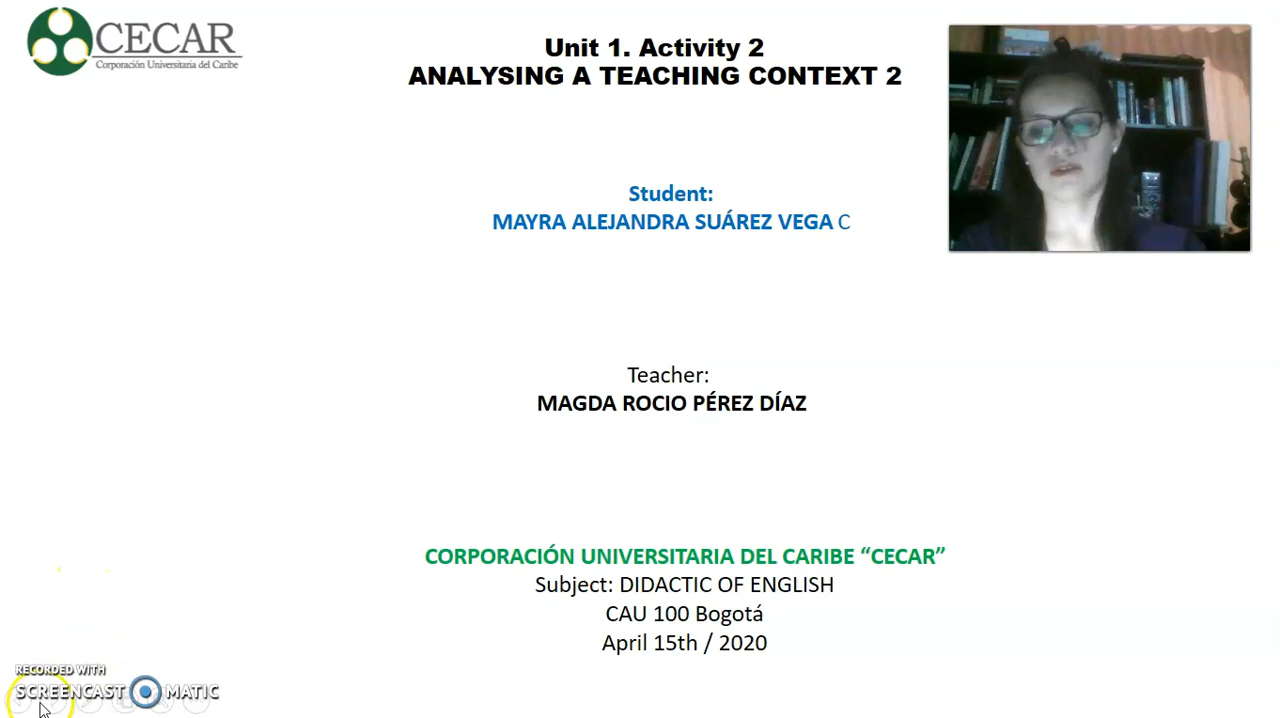 CECAR
Corporación Universitaria del Caribe
Unit 1. Activity 2
ANALYSING A TEACHING CONTEXT 2
Student:
MAYRA ALEJANDRA SUÁREZ VEGA C
Teacher:
MAGDA ROCIO PÉREZ DÍAZ
CORPORACIÓN UNIVERSITARIA DEL CARIBE “CECAR”
Subject: DIDACTIC OF ENGLISH
CAU 100 Bogotá
April 15th / 2020
RECORDED WITH
SCREENCAST MATIC